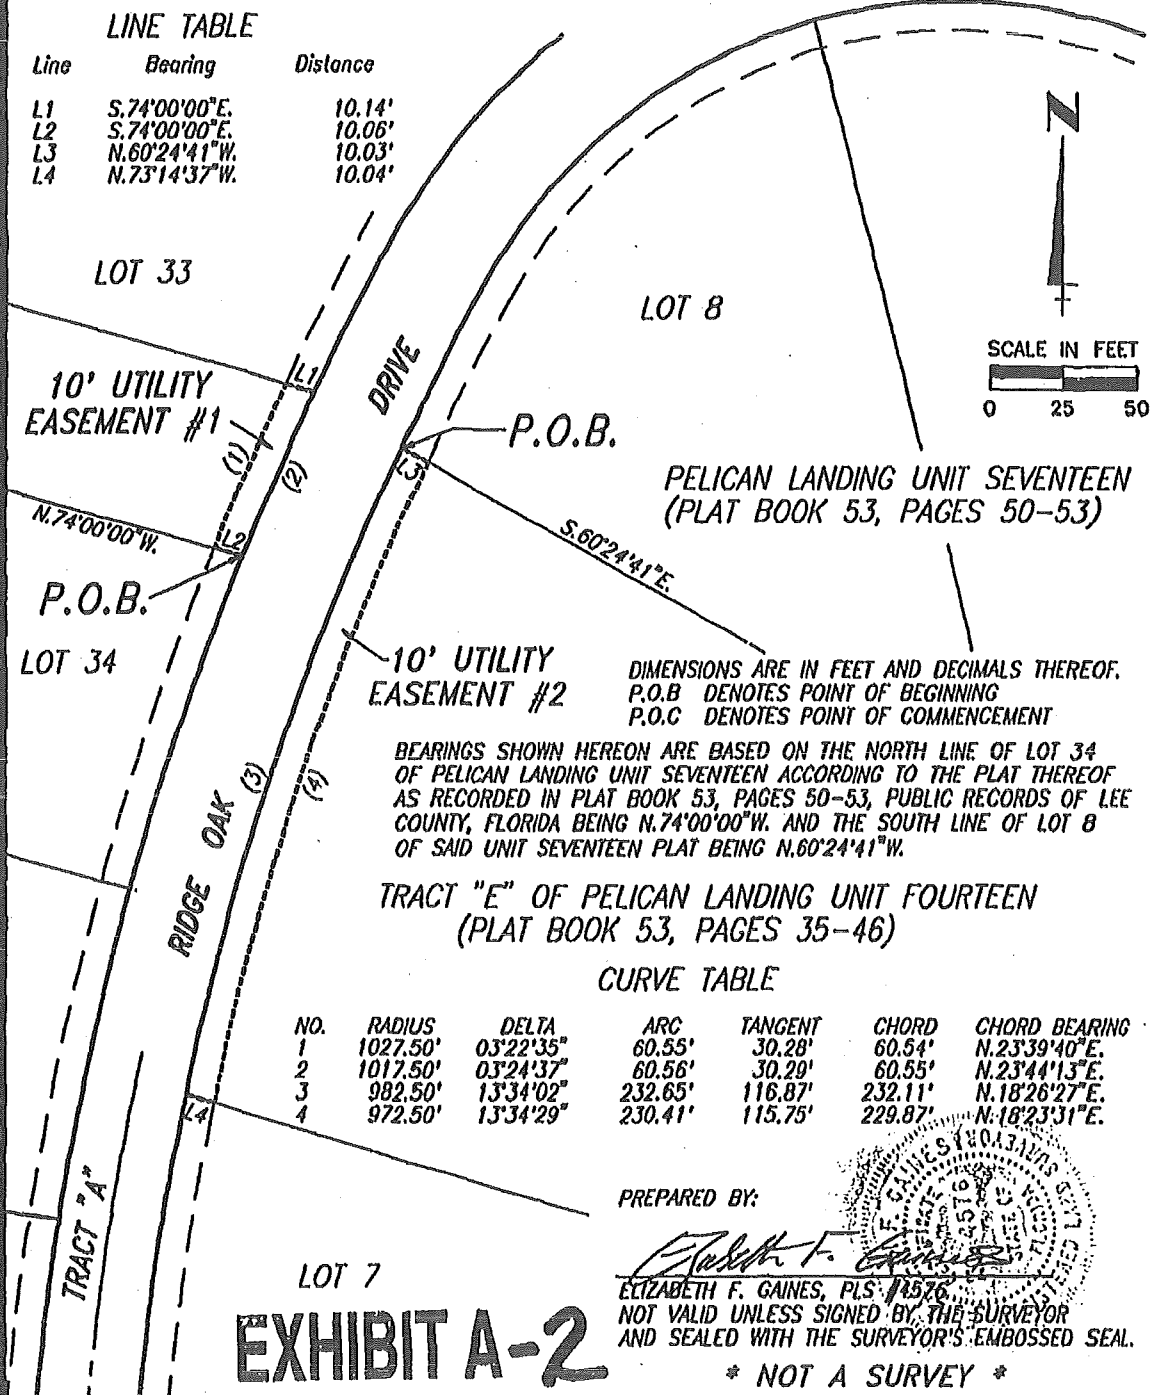 LINE TABLE
Line Bearing Distance
L1 S.74°00'00"E. 10.14'
L2 S.74°00'00"E. 10.06'
L3 N.60°24'41"W. 10.03'
L4 N.73°14'37"W. 10.04'
N
LOT 33
LOT 8
SCALE IN FEET
0 25 50
10' UTILITY
EASEMENT #1
L1
DRIVE
P.O.B.
(1)
(2)
L3
PELICAN LANDING UNIT SEVENTEEN
(PLAT BOOK 53, PAGES 50-53)
N.74°00'00"W.
L2
S.60°24'41"E.
P.O.B.
LOT 34
10' UTILITY
EASEMENT #2
DIMENSIONS ARE IN FEET AND DECIMALS THEREOF.
P.O.B DENOTES POINT OF BEGINNING
P.O.C DENOTES POINT OF COMMENCEMENT
BEARINGS SHOWN HEREON ARE BASED ON THE NORTH LINE OF LOT 34
OF PELICAN LANDING UNIT SEVENTEEN ACCORDING TO THE PLAT THEREOF
AS RECORDED IN PLAT BOOK 53, PAGES 50-53, PUBLIC RECORDS OF LEE
COUNTY, FLORIDA BEING N.74°00'00"W. AND THE SOUTH LINE OF LOT 8
OF SAID UNIT SEVENTEEN PLAT BEING N.60°24'41"W.
(3)
(4)
RIDGE OAK
TRACT "E" OF PELICAN LANDING UNIT FOURTEEN
(PLAT BOOK 53, PAGES 35-46)
CURVE TABLE
NO. RADIUS DELTA ARC TANGENT CHORD CHORD BEARING
1 1027.50' 03°22'35" 60.55' 30.28' 60.54' N.23°39'40"E.
2 1017.50' 03°24'37" 60.56' 30.29' 60.55' N.23°44'13"E.
3 982.50' 13°34'02" 232.65' 116.87' 232.11' N.18°26'27"E.
4 972.50' 13°34'29" 230.41' 115.75' 229.87' N.18°23'31"E.
L4
TRACT "A"
PREPARED BY:
Elizabeth F. Gaines
ELIZABETH F. GAINES, PLS #4576
NOT VALID UNLESS SIGNED BY THE SURVEYOR
AND SEALED WITH THE SURVEYOR'S EMBOSSED SEAL.
* NOT A SURVEY *
LOT 7
EXHIBIT A-2